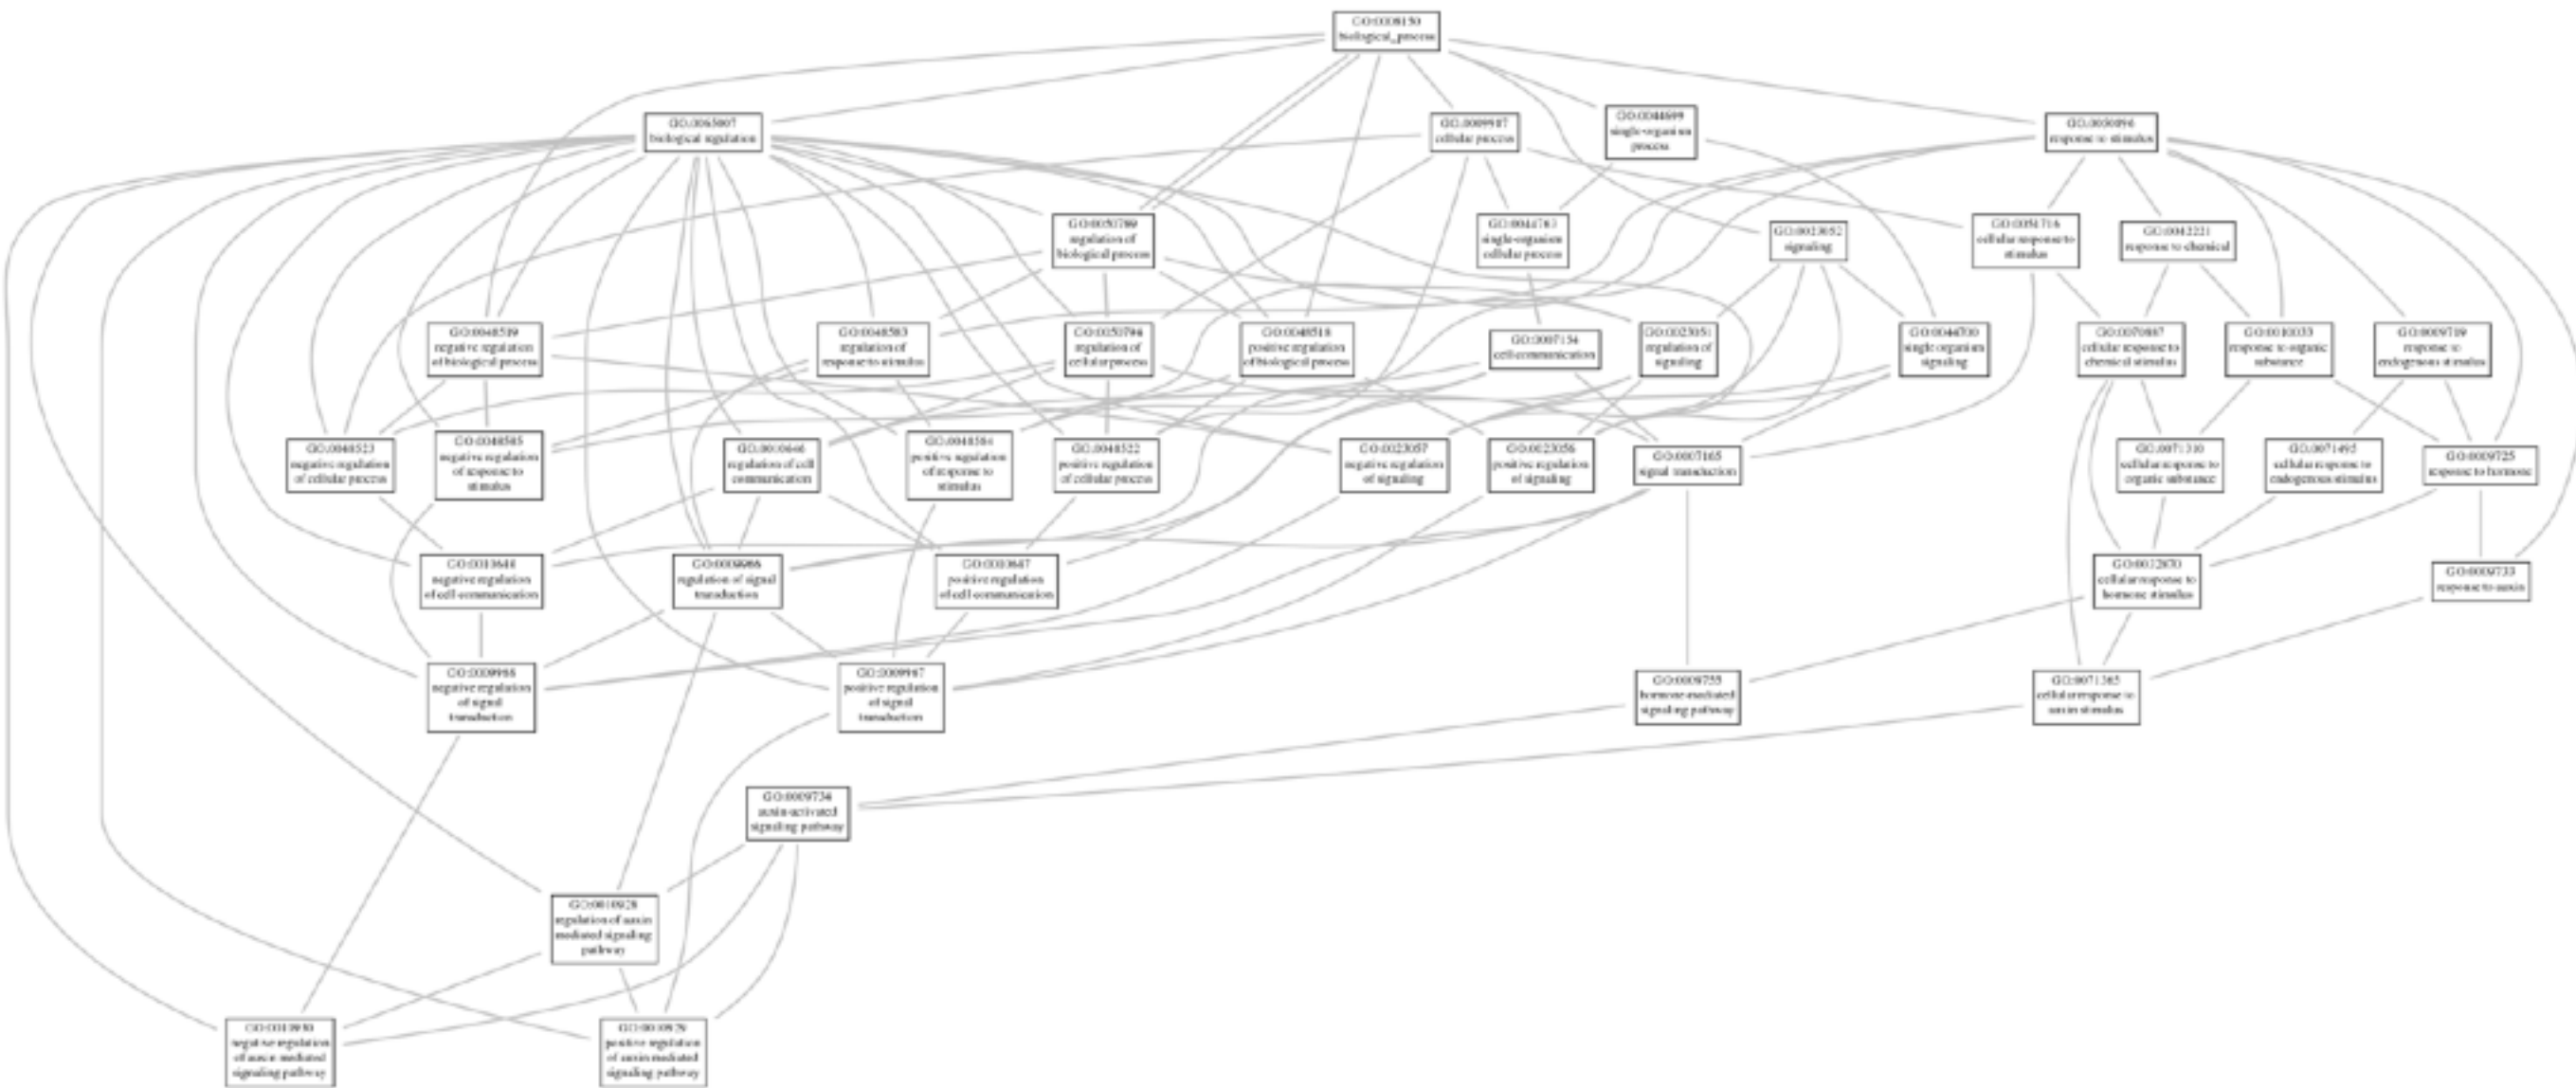 GO:0008150
biological_process
GO:0065007
biological regulation
GO:0009987
cellular process
GO:0044699
single-organism
process
GO:0050896
response to stimulus
GO:0050789
regulation of
biological process
GO:0044763
single-organism
cellular process
GO:0023052
signaling
GO:0051716
cellular response to
stimulus
GO:0042221
response to chemical
GO:0048519
negative regulation
of biological process
GO:0048583
regulation of
response to stimulus
GO:0050794
regulation of
cellular process
GO:0048518
positive regulation
of biological process
GO:0007154
cell communication
GO:0023051
regulation of
signaling
GO:0044700
single organism
signaling
GO:0070887
cellular response to
chemical stimulus
GO:0010033
response to organic
substance
GO:0009719
response to
endogenous stimulus
GO:0048523
negative regulation
of cellular process
GO:0048585
negative regulation
of response to
stimulus
GO:0010646
regulation of cell
communication
GO:0048584
positive regulation
of response to
stimulus
GO:0048522
positive regulation
of cellular process
GO:0023057
negative regulation
of signaling
GO:0023056
positive regulation
of signaling
GO:0007165
signal transduction
GO:0071310
cellular response to
organic substance
GO:0071495
cellular response to
endogenous stimulus
GO:0009725
response to hormone
GO:0010648
negative regulation
of cell communication
GO:0009966
regulation of signal
transduction
GO:0010647
positive regulation
of cell communication
GO:0032870
cellular response to
hormone stimulus
GO:0009733
response to auxin
GO:0009968
negative regulation
of signal
transduction
GO:0009967
positive regulation
of signal
transduction
GO:0009755
hormone-mediated
signaling pathway
GO:0071365
cellular response to
auxin stimulus
GO:0009734
auxin-activated
signaling pathway
GO:0010928
regulation of auxin
mediated signaling
pathway
GO:0010930
negative regulation
of auxin mediated
signaling pathway
GO:0010929
positive regulation
of auxin mediated
signaling pathway